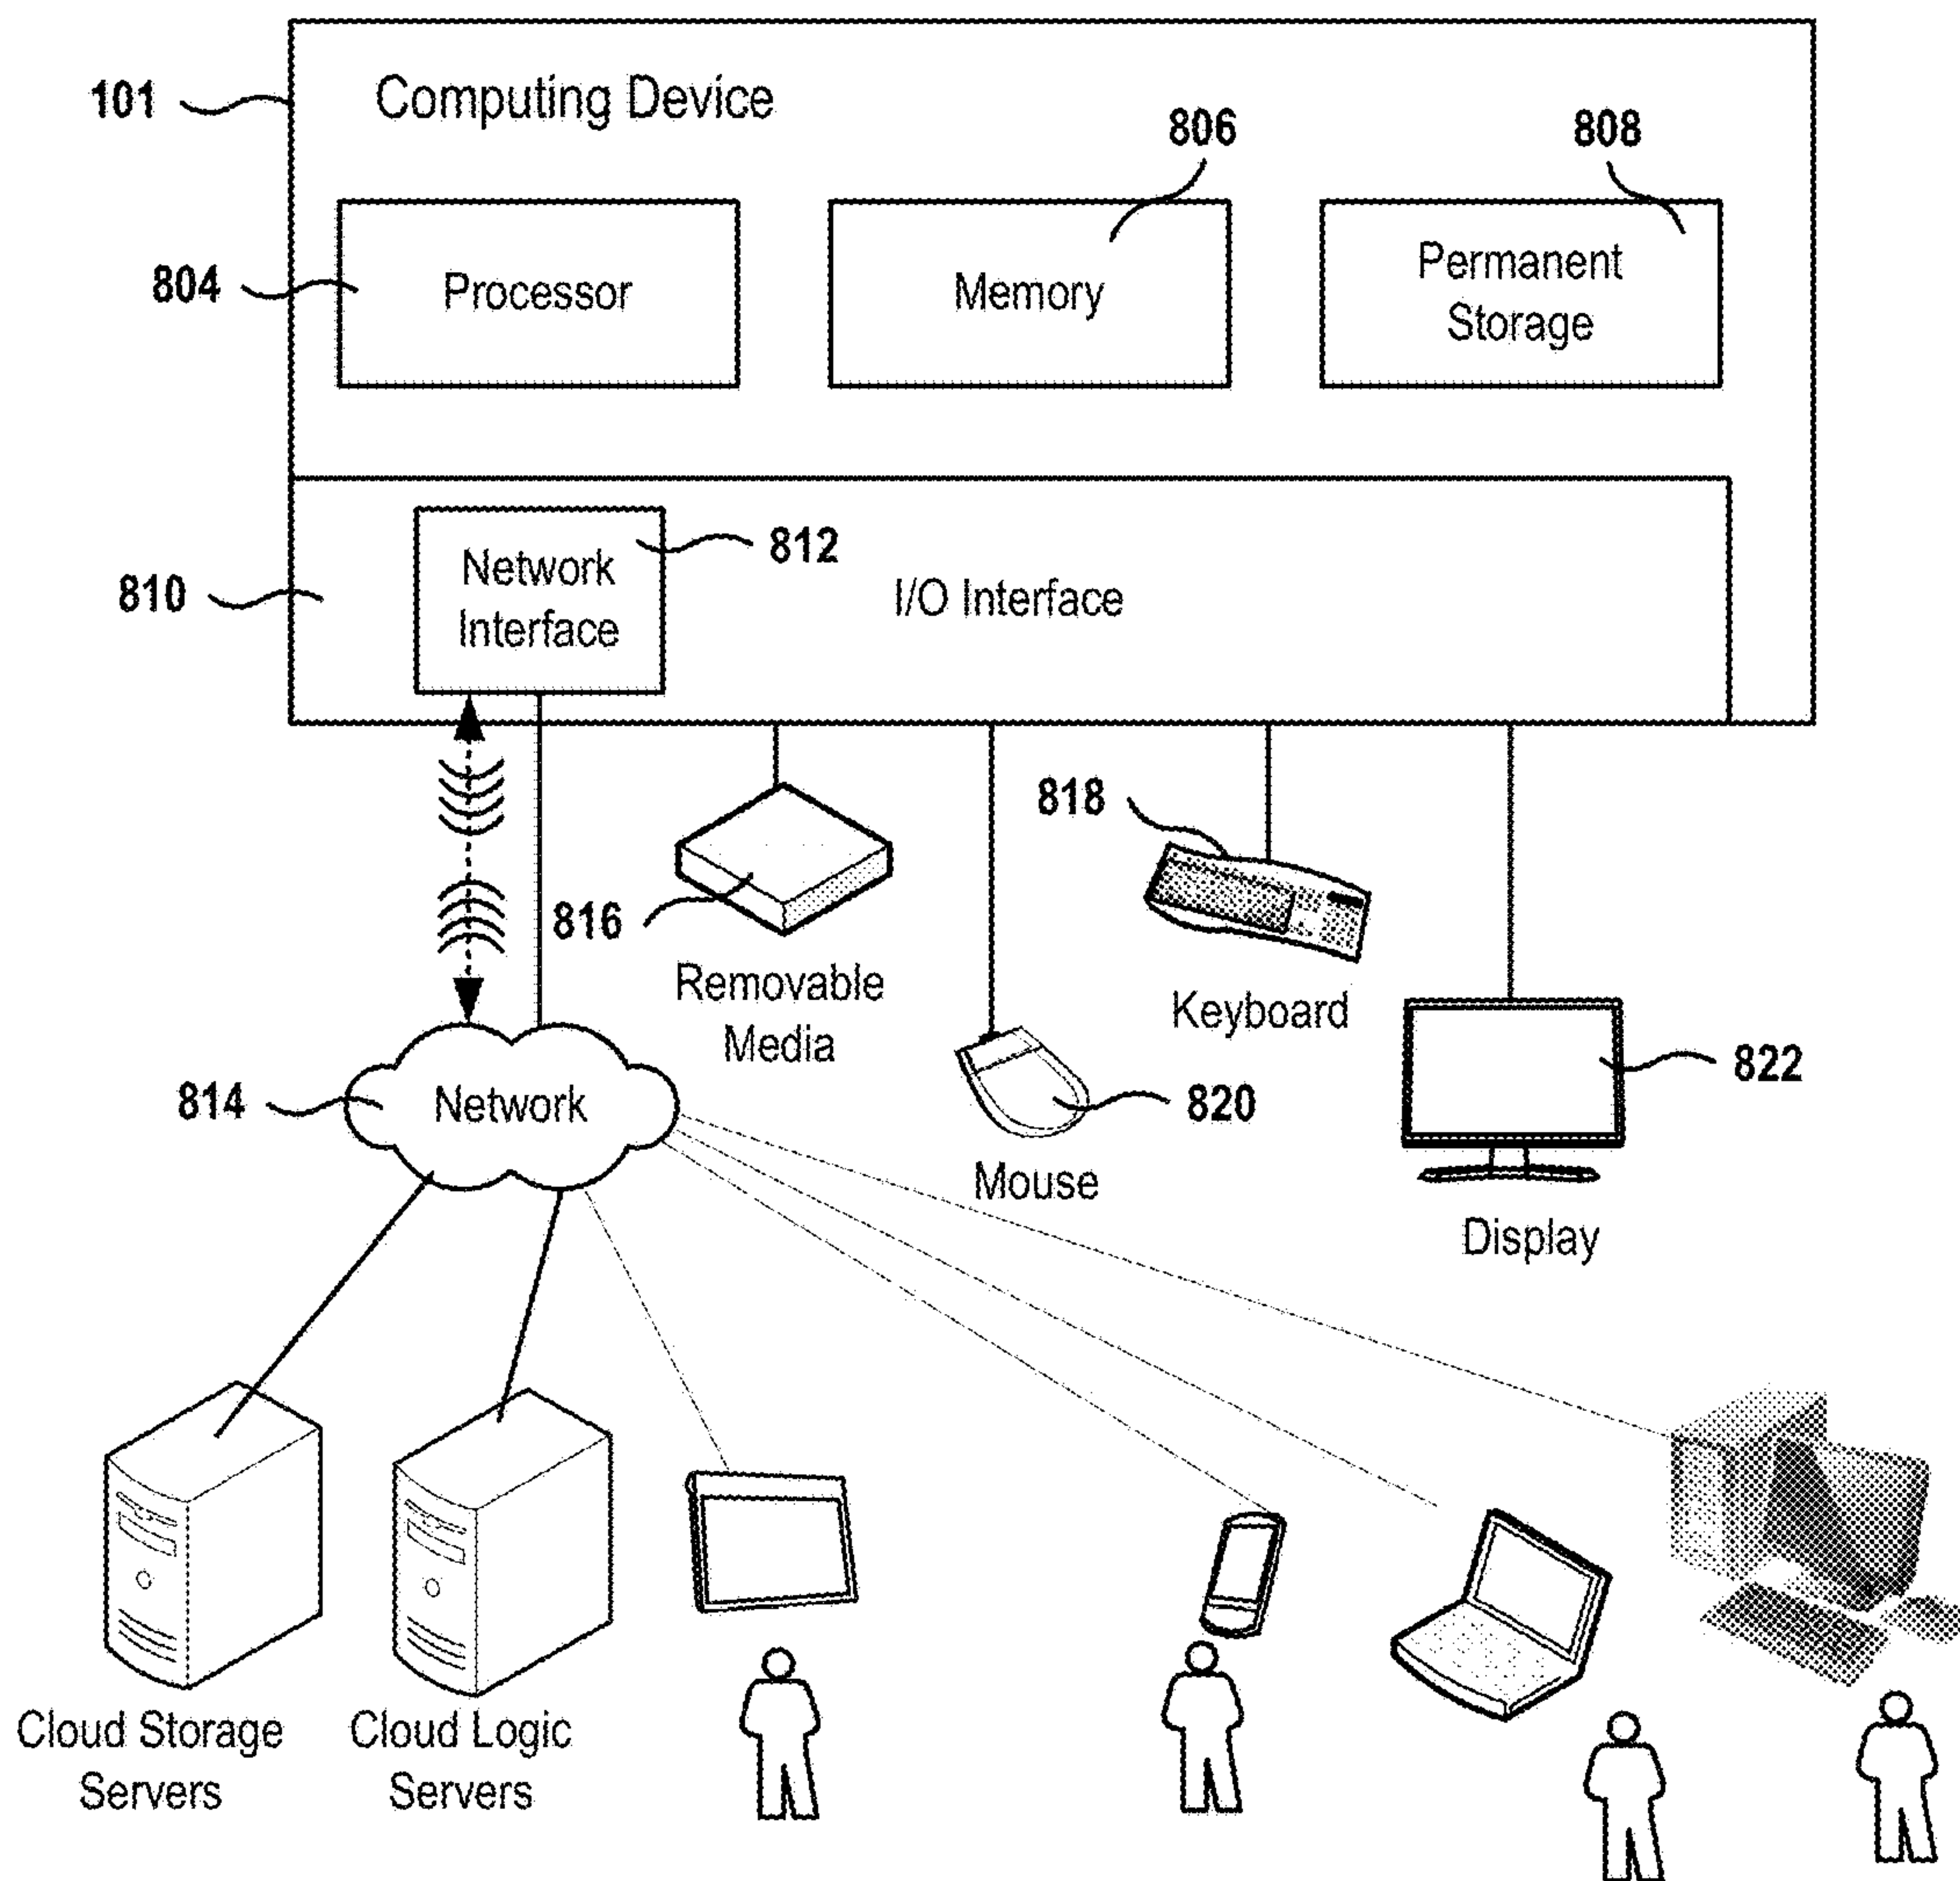 101
Computing Device
806
808
804
Processor
Memory
Permanent
Storage
810
Network
Interface
812
I/O Interface
816
Removable
Media
818
Keyboard
814
Network
820
Mouse
822
Display
Cloud Storage
Servers
Cloud Logic
Servers